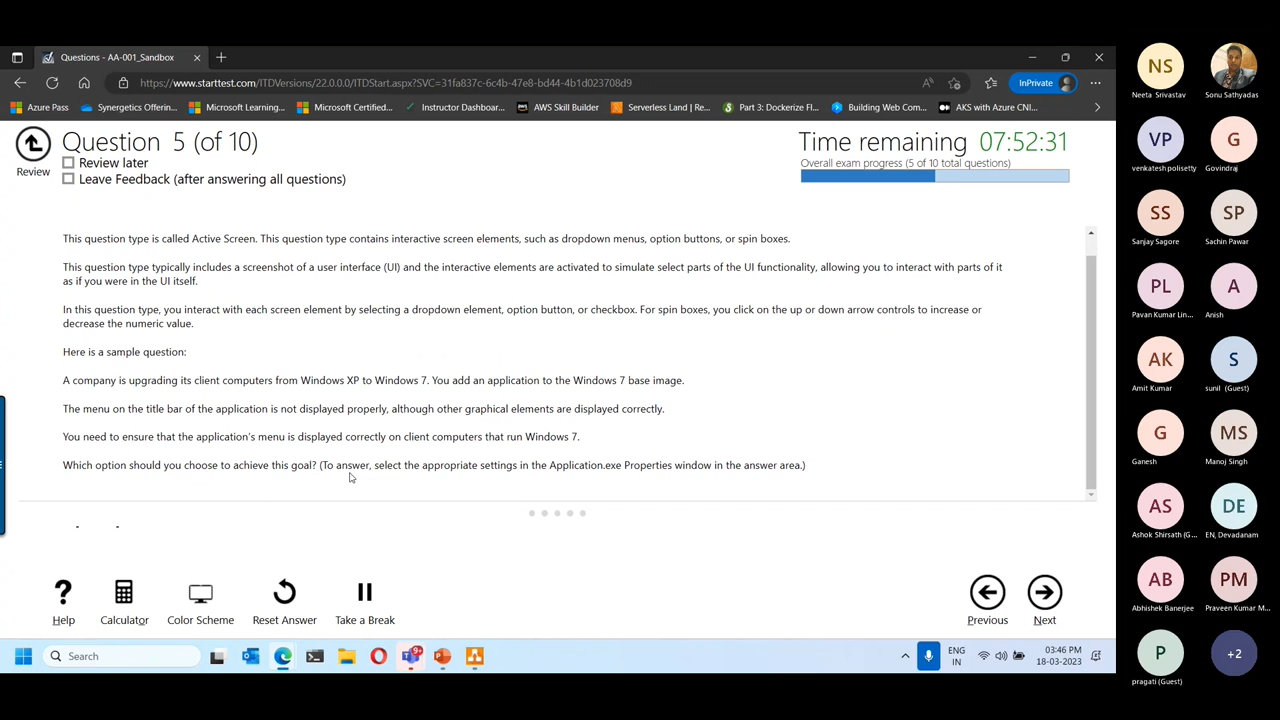 Questions - AA-001_Sandbox
https://www.starttest.com/ITDVersions/22.0.0.0/ITDStart.aspx?SVC=31fa837c-6c4b-47e8-bd44-4b1d023708d9
InPrivate
Azure Pass
Synergetics Offerin...
Microsoft Learning...
Microsoft Certified...
Instructor Dashboar...
AWS Skill Builder
Serverless Land | Re...
Part 3: Dockerize Fl...
Building Web Com...
AKS with Azure CNI...
Review
Question 5 (of 10)
Review later
Leave Feedback (after answering all questions)
Time remaining 07:52:31
Overall exam progress (5 of 10 total questions)
This question type is called Active Screen. This question type contains interactive screen elements, such as dropdown menus, option buttons, or spin boxes.
This question type typically includes a screenshot of a user interface (UI) and the interactive elements are activated to simulate select parts of the UI functionality, allowing you to interact with parts of it
as if you were in the UI itself.
In this question type, you interact with each screen element by selecting a dropdown element, option button, or checkbox. For spin boxes, you click on the up or down arrow controls to increase or
decrease the numeric value.
Here is a sample question:
A company is upgrading its client computers from Windows XP to Windows 7. You add an application to the Windows 7 base image.
The menu on the title bar of the application is not displayed properly, although other graphical elements are displayed correctly.
You need to ensure that the application's menu is displayed correctly on client computers that run Windows 7.
Which option should you choose to achieve this goal? (To answer, select the appropriate settings in the Application.exe Properties window in the answer area.)
Help
Calculator
Color Scheme
Reset Answer
Take a Break
Previous
Next
Search
9+
ENG
IN
03:46 PM
18-03-2023
NS
Neeta Srivastav
Sonu Sathyadas
VP
venkatesh polisetty
G
Govindraj
SS
Sanjay Sagore
SP
Sachin Pawar
PL
Pavan Kumar Lin...
A
Anish
AK
Amit Kumar
S
sunil (Guest)
G
Ganesh
MS
Manoj Singh
AS
Ashok Shirsath (G...
DE
EN, Devadanam
AB
Abhishek Banerjee
PM
Praveen Kumar M...
P
pragati (Guest)
+2